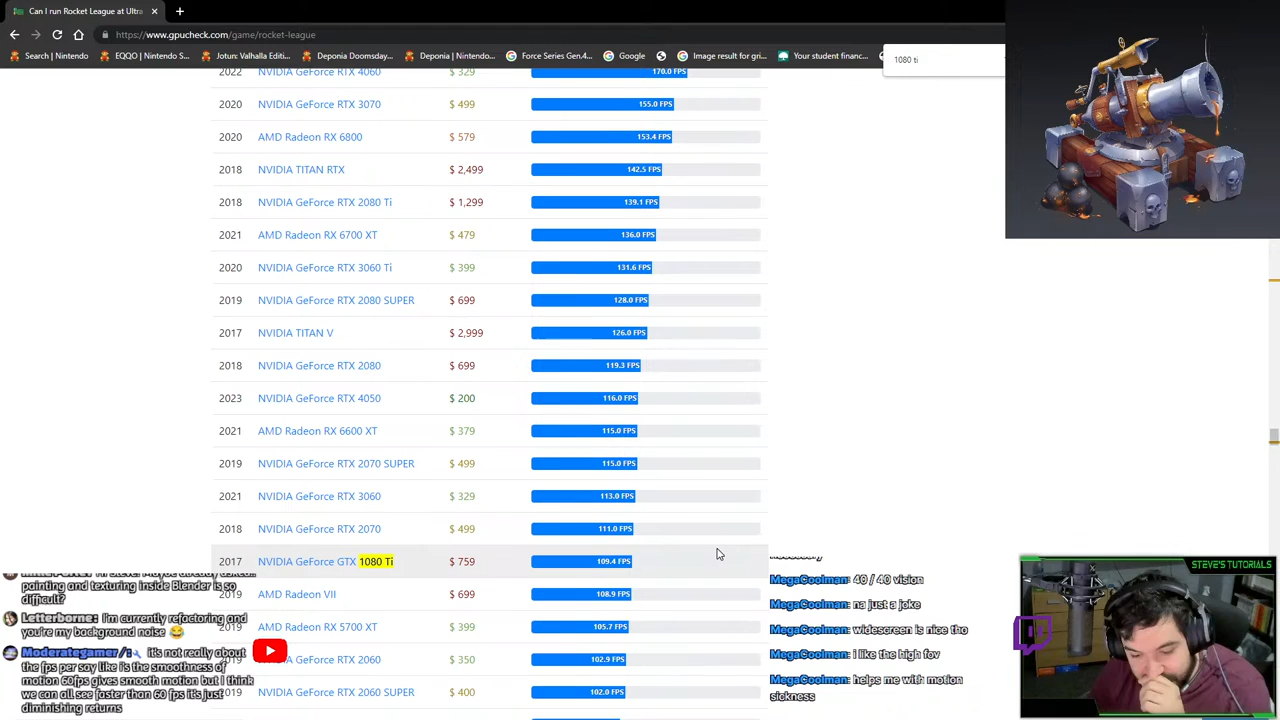 Can I run Rocket League at Ultra
https://www.gpucheck.com/game/rocket-league
Search | Nintendo
EQQO | Nintendo S...
Jotun: Valhalla Editi...
Deponia Doomsday...
Deponia | Nintendo...
Force Series Gen.4...
Google
Image result for gri...
Your student financ...
1080 ti
2022 NVIDIA GeForce RTX 4060 $ 329 170.0 FPS
2020 NVIDIA GeForce RTX 3070 $ 499 155.0 FPS
2020 AMD Radeon RX 6800 $ 579 153.4 FPS
2018 NVIDIA TITAN RTX $ 2,499 142.5 FPS
2018 NVIDIA GeForce RTX 2080 Ti $ 1,299 139.1 FPS
2021 AMD Radeon RX 6700 XT $ 479 136.0 FPS
2020 NVIDIA GeForce RTX 3060 Ti $ 399 131.6 FPS
2019 NVIDIA GeForce RTX 2080 SUPER $ 699 128.0 FPS
2017 NVIDIA TITAN V $ 2,999 126.0 FPS
2018 NVIDIA GeForce RTX 2080 $ 699 119.3 FPS
2023 NVIDIA GeForce RTX 4050 $ 200 116.0 FPS
2021 AMD Radeon RX 6600 XT $ 379 115.0 FPS
2019 NVIDIA GeForce RTX 2070 SUPER $ 499 115.0 FPS
2021 NVIDIA GeForce RTX 3060 $ 329 113.0 FPS
2018 NVIDIA GeForce RTX 2070 $ 499 111.0 FPS
2017 NVIDIA GeForce GTX 1080 Ti $ 759 109.4 FPS
2019 AMD Radeon VII $ 699 108.9 FPS
2019 AMD Radeon RX 5700 XT $ 399 105.7 FPS
GeForce RTX 2060 $ 350 102.9 FPS
2019 NVIDIA GeForce RTX 2060 SUPER $ 400 102.0 FPS
painting and texturing inside Blender is so
difficult?
Letterborne: i'm currently refactoring and
you're my background noise 😂
Moderategamer/: it's not really about
the fps per say like is the smoothness of
motion 60fps gives smooth motion but I think
we can all see faster than 60 fps it's just
diminishing returns
MegaCoolman: 40 / 40 vision
MegaCoolman: na just a joke
MegaCoolman: widescreen is nice tho
MegaCoolman: i like the high fov
MegaCoolman: helps me with motion
sickness
STEVE'S TUTORIALS